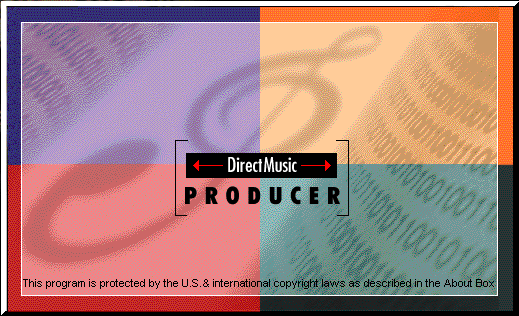 DirectMusic
PRODUCER
This program is protected by the U.S.& international copyright laws as described in the About Box